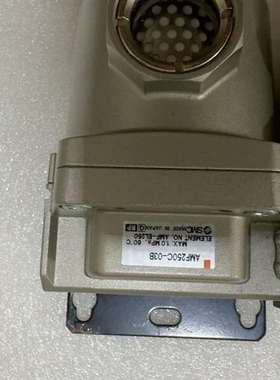 AMF250C-03B
MAX. 1.0 MPa, 60°C
ELEMENT NO. AMF-EL250
SMC MADE IN JAPAN